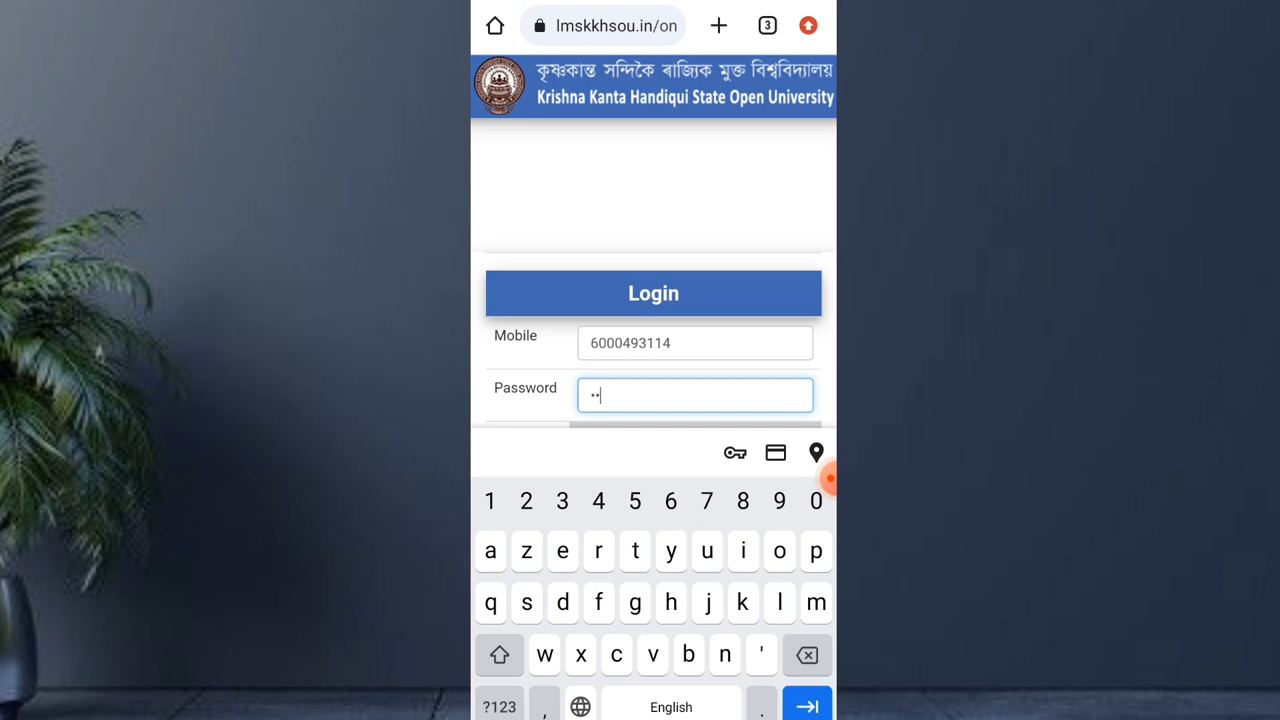 lmskkhsou.in/on
3
কৃষ্ণকান্ত সন্দিকৈ ৰাজ্যিক মুক্ত বিশ্ববিদ্যালয়
Krishna Kanta Handiqui State Open University
Login
Mobile 6000493114
Password ••
1 2 3 4 5 6 7 8 9 0
a z e r t y u i o p
q s d f g h j k l m
w x c v b n '
?123 , English .